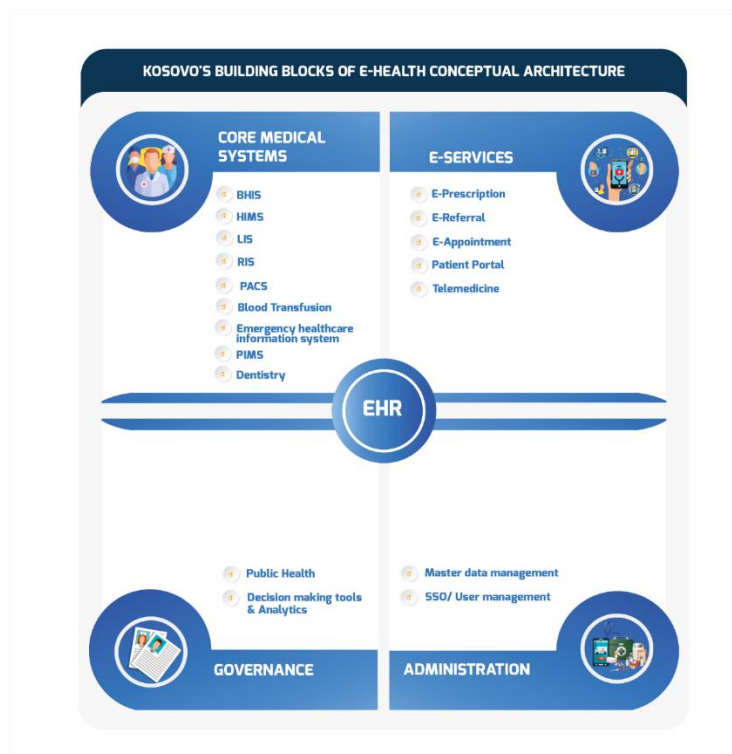 KOSOVO'S BUILDING BLOCKS OF E-HEALTH CONCEPTUAL ARCHITECTURE
CORE MEDICAL
SYSTEMS
BHIS
HIMS
LIS
RIS
PACS
Blood Transfusion
Emergency healthcare
information system
PIMS
Dentistry
E-SERVICES
E-Prescription
E-Referral
E-Appointment
Patient Portal
Telemedicine
EHR
Public Health
Decision making tools
& Analytics
GOVERNANCE
Master data management
SSO/ User management
ADMINISTRATION